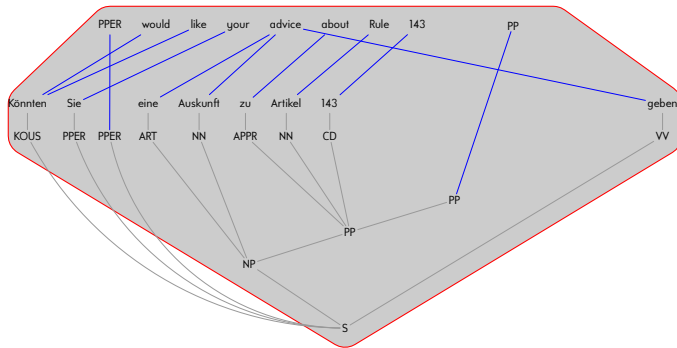 PPER would like your advice about Rule 143 PP
Könnten Sie eine Auskunft zu Artikel 143 geben
KOUS PPER PPER ART NN APPR NN CD VV
PP
PP
NP
S